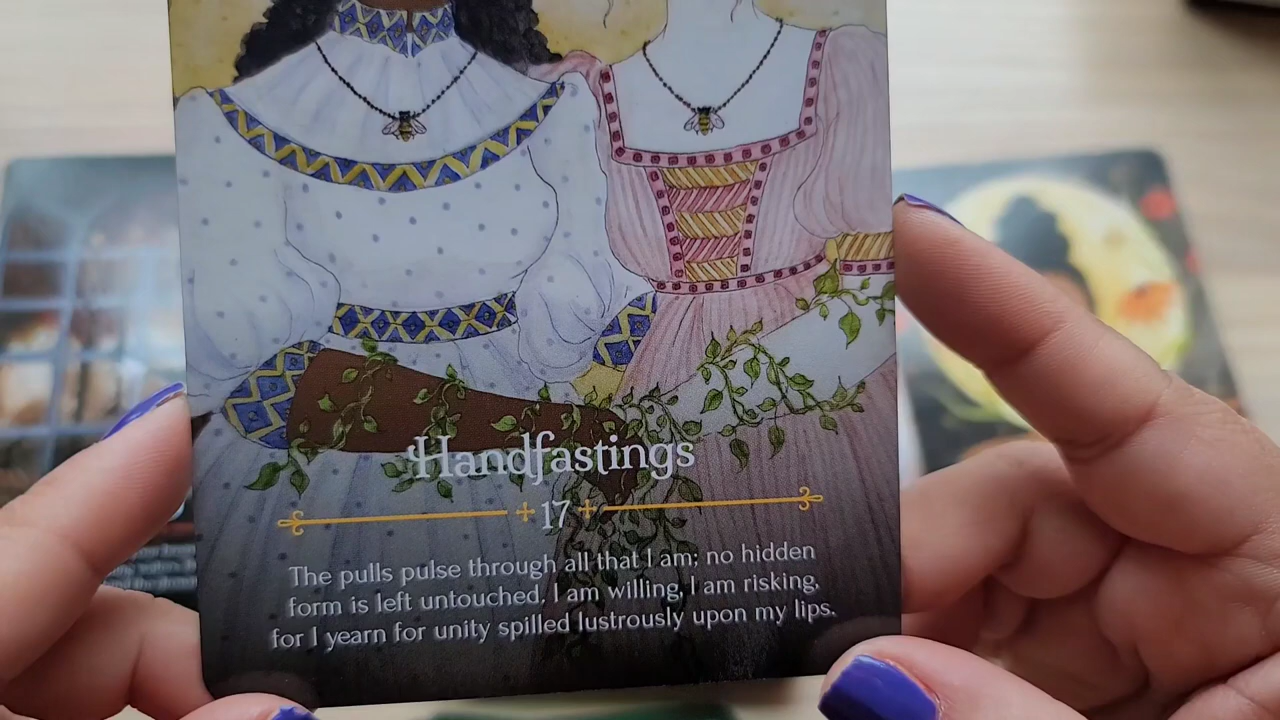 Handfastings
17
The pulls pulse through all that I am; no hidden
form is left untouched. I am willing, I am risking,
for I yearn for unity spilled lustrously upon my lips.